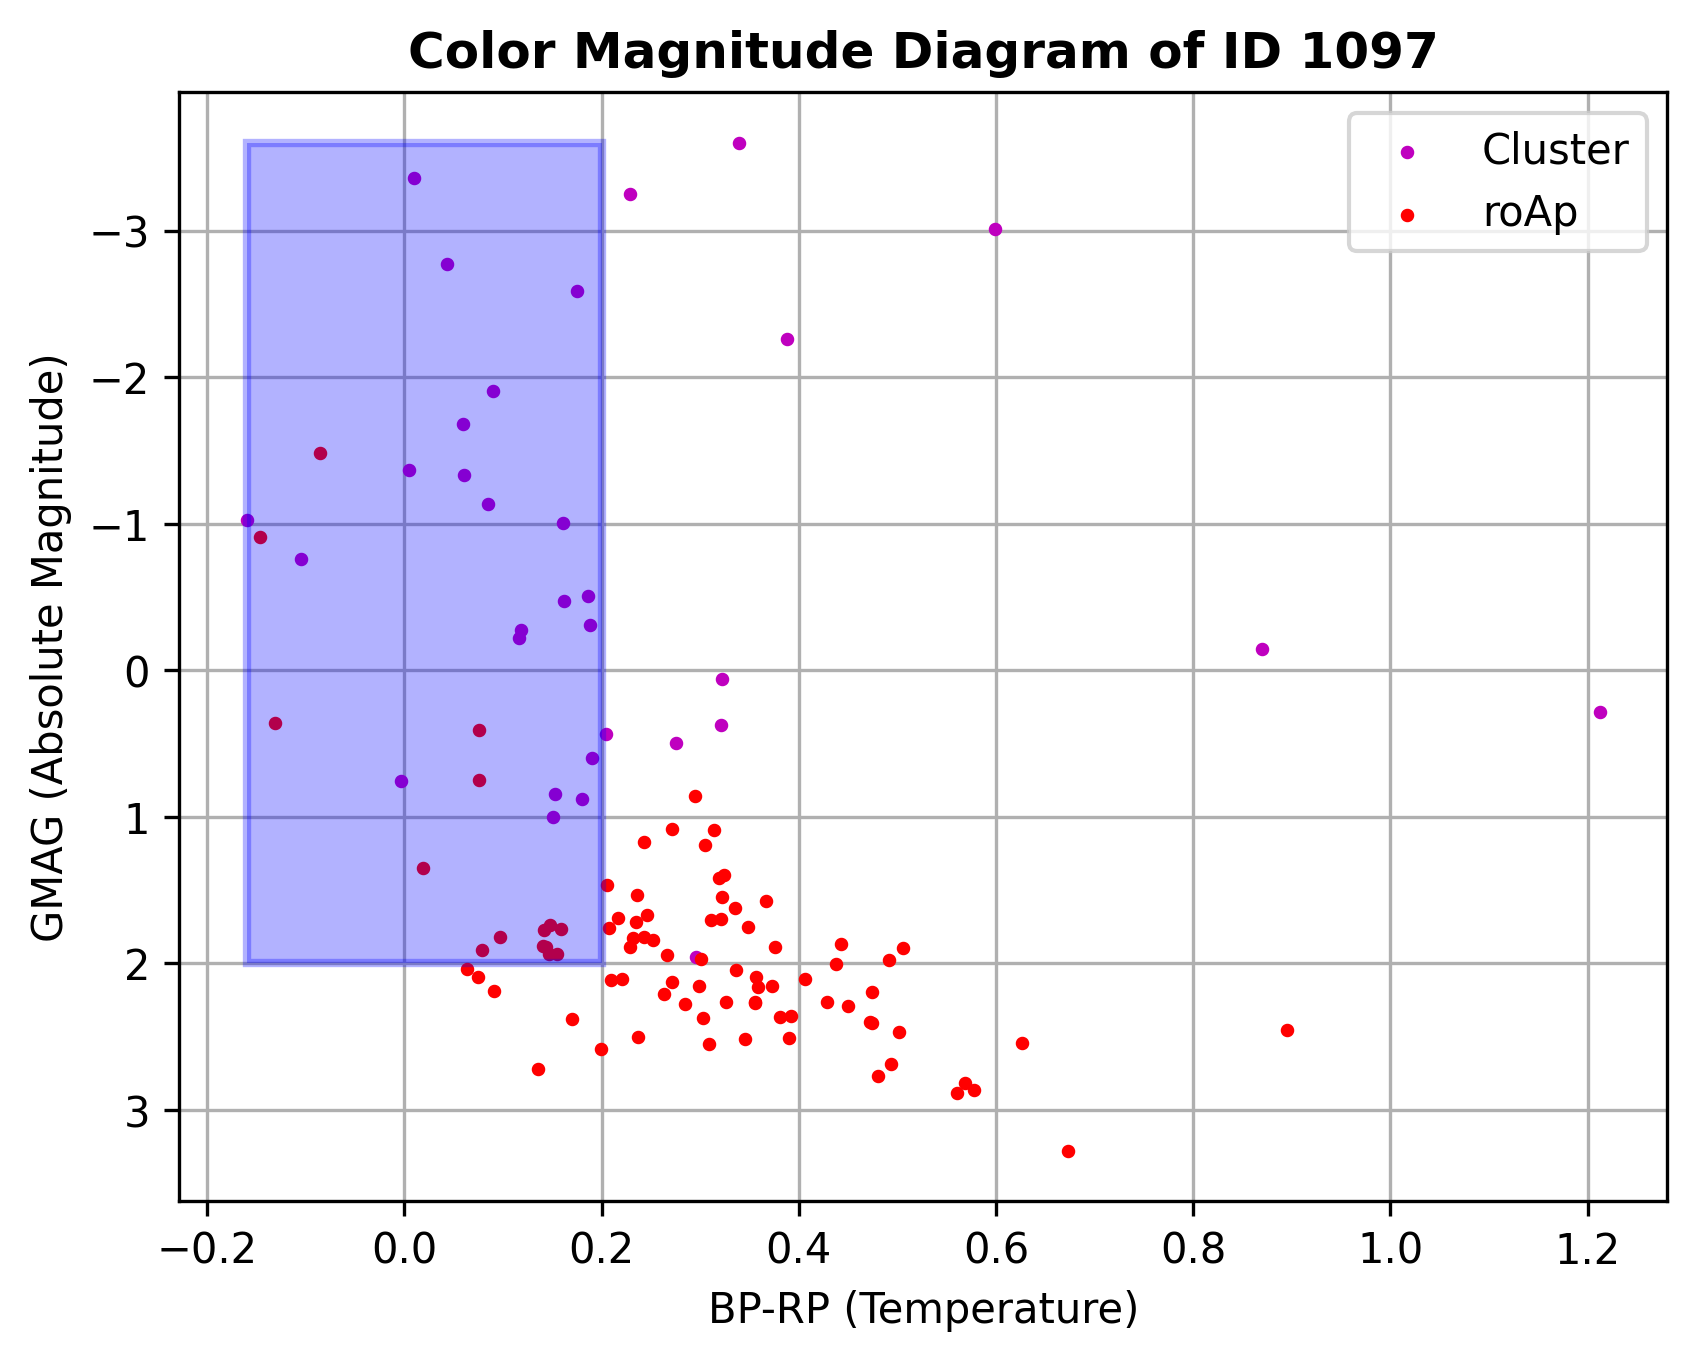 Color Magnitude Diagram of ID 1097
Cluster
roAp
−3
−2
−1
0
1
2
3
GMAG (Absolute Magnitude)
−0.2 0.0 0.2 0.4 0.6 0.8 1.0 1.2
BP-RP (Temperature)